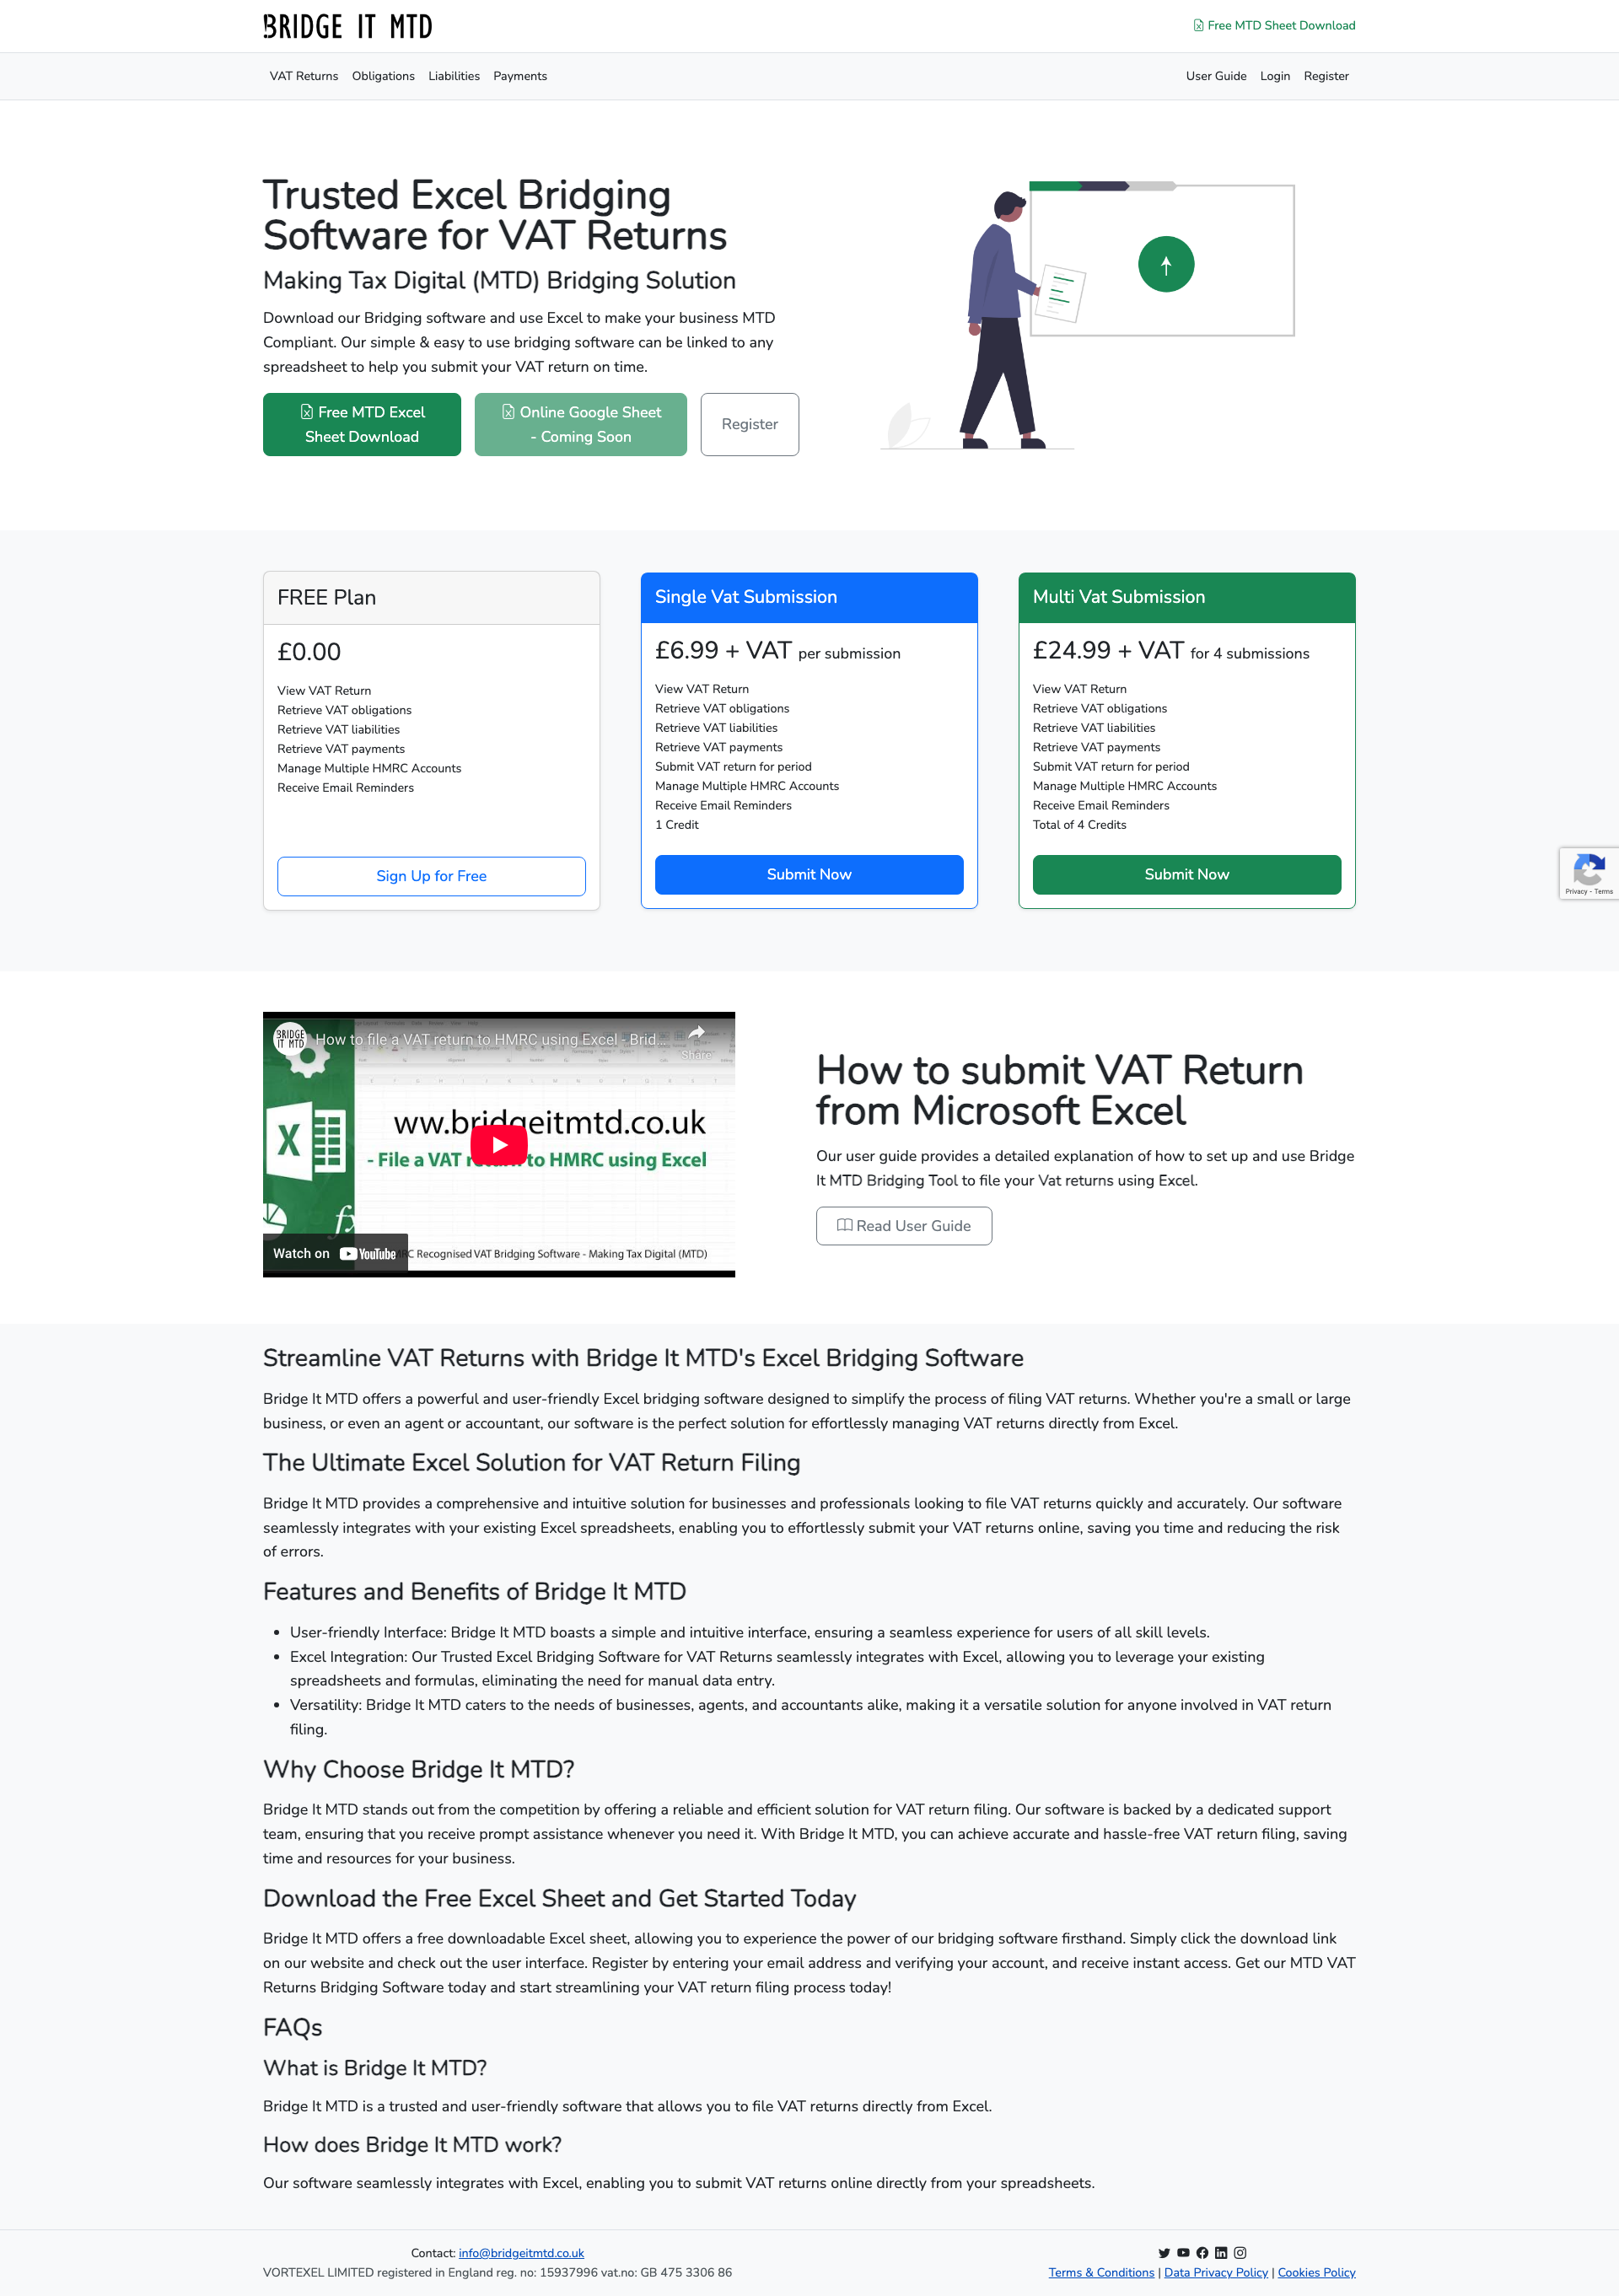 BRIDGE IT MTD
Free MTD Sheet Download
VAT Returns Obligations Liabilities Payments
User Guide Login Register
Trusted Excel Bridging
Software for VAT Returns
Making Tax Digital (MTD) Bridging Solution
Download our Bridging software and use Excel to make your business MTD
Compliant. Our simple & easy to use bridging software can be linked to any
spreadsheet to help you submit your VAT return on time.
Free MTD Excel
Sheet Download
Online Google Sheet
- Coming Soon
Register
FREE Plan
£0.00
View VAT Return
Retrieve VAT obligations
Retrieve VAT liabilities
Retrieve VAT payments
Manage Multiple HMRC Accounts
Receive Email Reminders
Sign Up for Free
Single Vat Submission
£6.99 + VAT per submission
View VAT Return
Retrieve VAT obligations
Retrieve VAT liabilities
Retrieve VAT payments
Submit VAT return for period
Manage Multiple HMRC Accounts
Receive Email Reminders
1 Credit
Submit Now
Multi Vat Submission
£24.99 + VAT for 4 submissions
View VAT Return
Retrieve VAT obligations
Retrieve VAT liabilities
Retrieve VAT payments
Submit VAT return for period
Manage Multiple HMRC Accounts
Receive Email Reminders
Total of 4 Credits
Submit Now
Privacy - Terms
BRIDGE
IT MTD
How to file a VAT return to HMRC using Excel - Brid...
Share
ww.bridgeitmtd.co.uk
- File a VAT return to HMRC using Excel
Watch on YouTube
Recognised VAT Bridging Software - Making Tax Digital (MTD)
How to submit VAT Return
from Microsoft Excel
Our user guide provides a detailed explanation of how to set up and use Bridge
It MTD Bridging Tool to file your Vat returns using Excel.
Read User Guide
Streamline VAT Returns with Bridge It MTD's Excel Bridging Software
Bridge It MTD offers a powerful and user-friendly Excel bridging software designed to simplify the process of filing VAT returns. Whether you're a small or large
business, or even an agent or accountant, our software is the perfect solution for effortlessly managing VAT returns directly from Excel.
The Ultimate Excel Solution for VAT Return Filing
Bridge It MTD provides a comprehensive and intuitive solution for businesses and professionals looking to file VAT returns quickly and accurately. Our software
seamlessly integrates with your existing Excel spreadsheets, enabling you to effortlessly submit your VAT returns online, saving you time and reducing the risk
of errors.
Features and Benefits of Bridge It MTD
• User-friendly Interface: Bridge It MTD boasts a simple and intuitive interface, ensuring a seamless experience for users of all skill levels.
• Excel Integration: Our Trusted Excel Bridging Software for VAT Returns seamlessly integrates with Excel, allowing you to leverage your existing
spreadsheets and formulas, eliminating the need for manual data entry.
• Versatility: Bridge It MTD caters to the needs of businesses, agents, and accountants alike, making it a versatile solution for anyone involved in VAT return
filing.
Why Choose Bridge It MTD?
Bridge It MTD stands out from the competition by offering a reliable and efficient solution for VAT return filing. Our software is backed by a dedicated support
team, ensuring that you receive prompt assistance whenever you need it. With Bridge It MTD, you can achieve accurate and hassle-free VAT return filing, saving
time and resources for your business.
Download the Free Excel Sheet and Get Started Today
Bridge It MTD offers a free downloadable Excel sheet, allowing you to experience the power of our bridging software firsthand. Simply click the download link
on our website and check out the user interface. Register by entering your email address and verifying your account, and receive instant access. Get our MTD VAT
Returns Bridging Software today and start streamlining your VAT return filing process today!
FAQs
What is Bridge It MTD?
Bridge It MTD is a trusted and user-friendly software that allows you to file VAT returns directly from Excel.
How does Bridge It MTD work?
Our software seamlessly integrates with Excel, enabling you to submit VAT returns online directly from your spreadsheets.
Contact: info@bridgeitmtd.co.uk
VORTEXEL LIMITED registered in England reg. no: 15937996 vat.no: GB 475 3306 86
Terms & Conditions | Data Privacy Policy | Cookies Policy